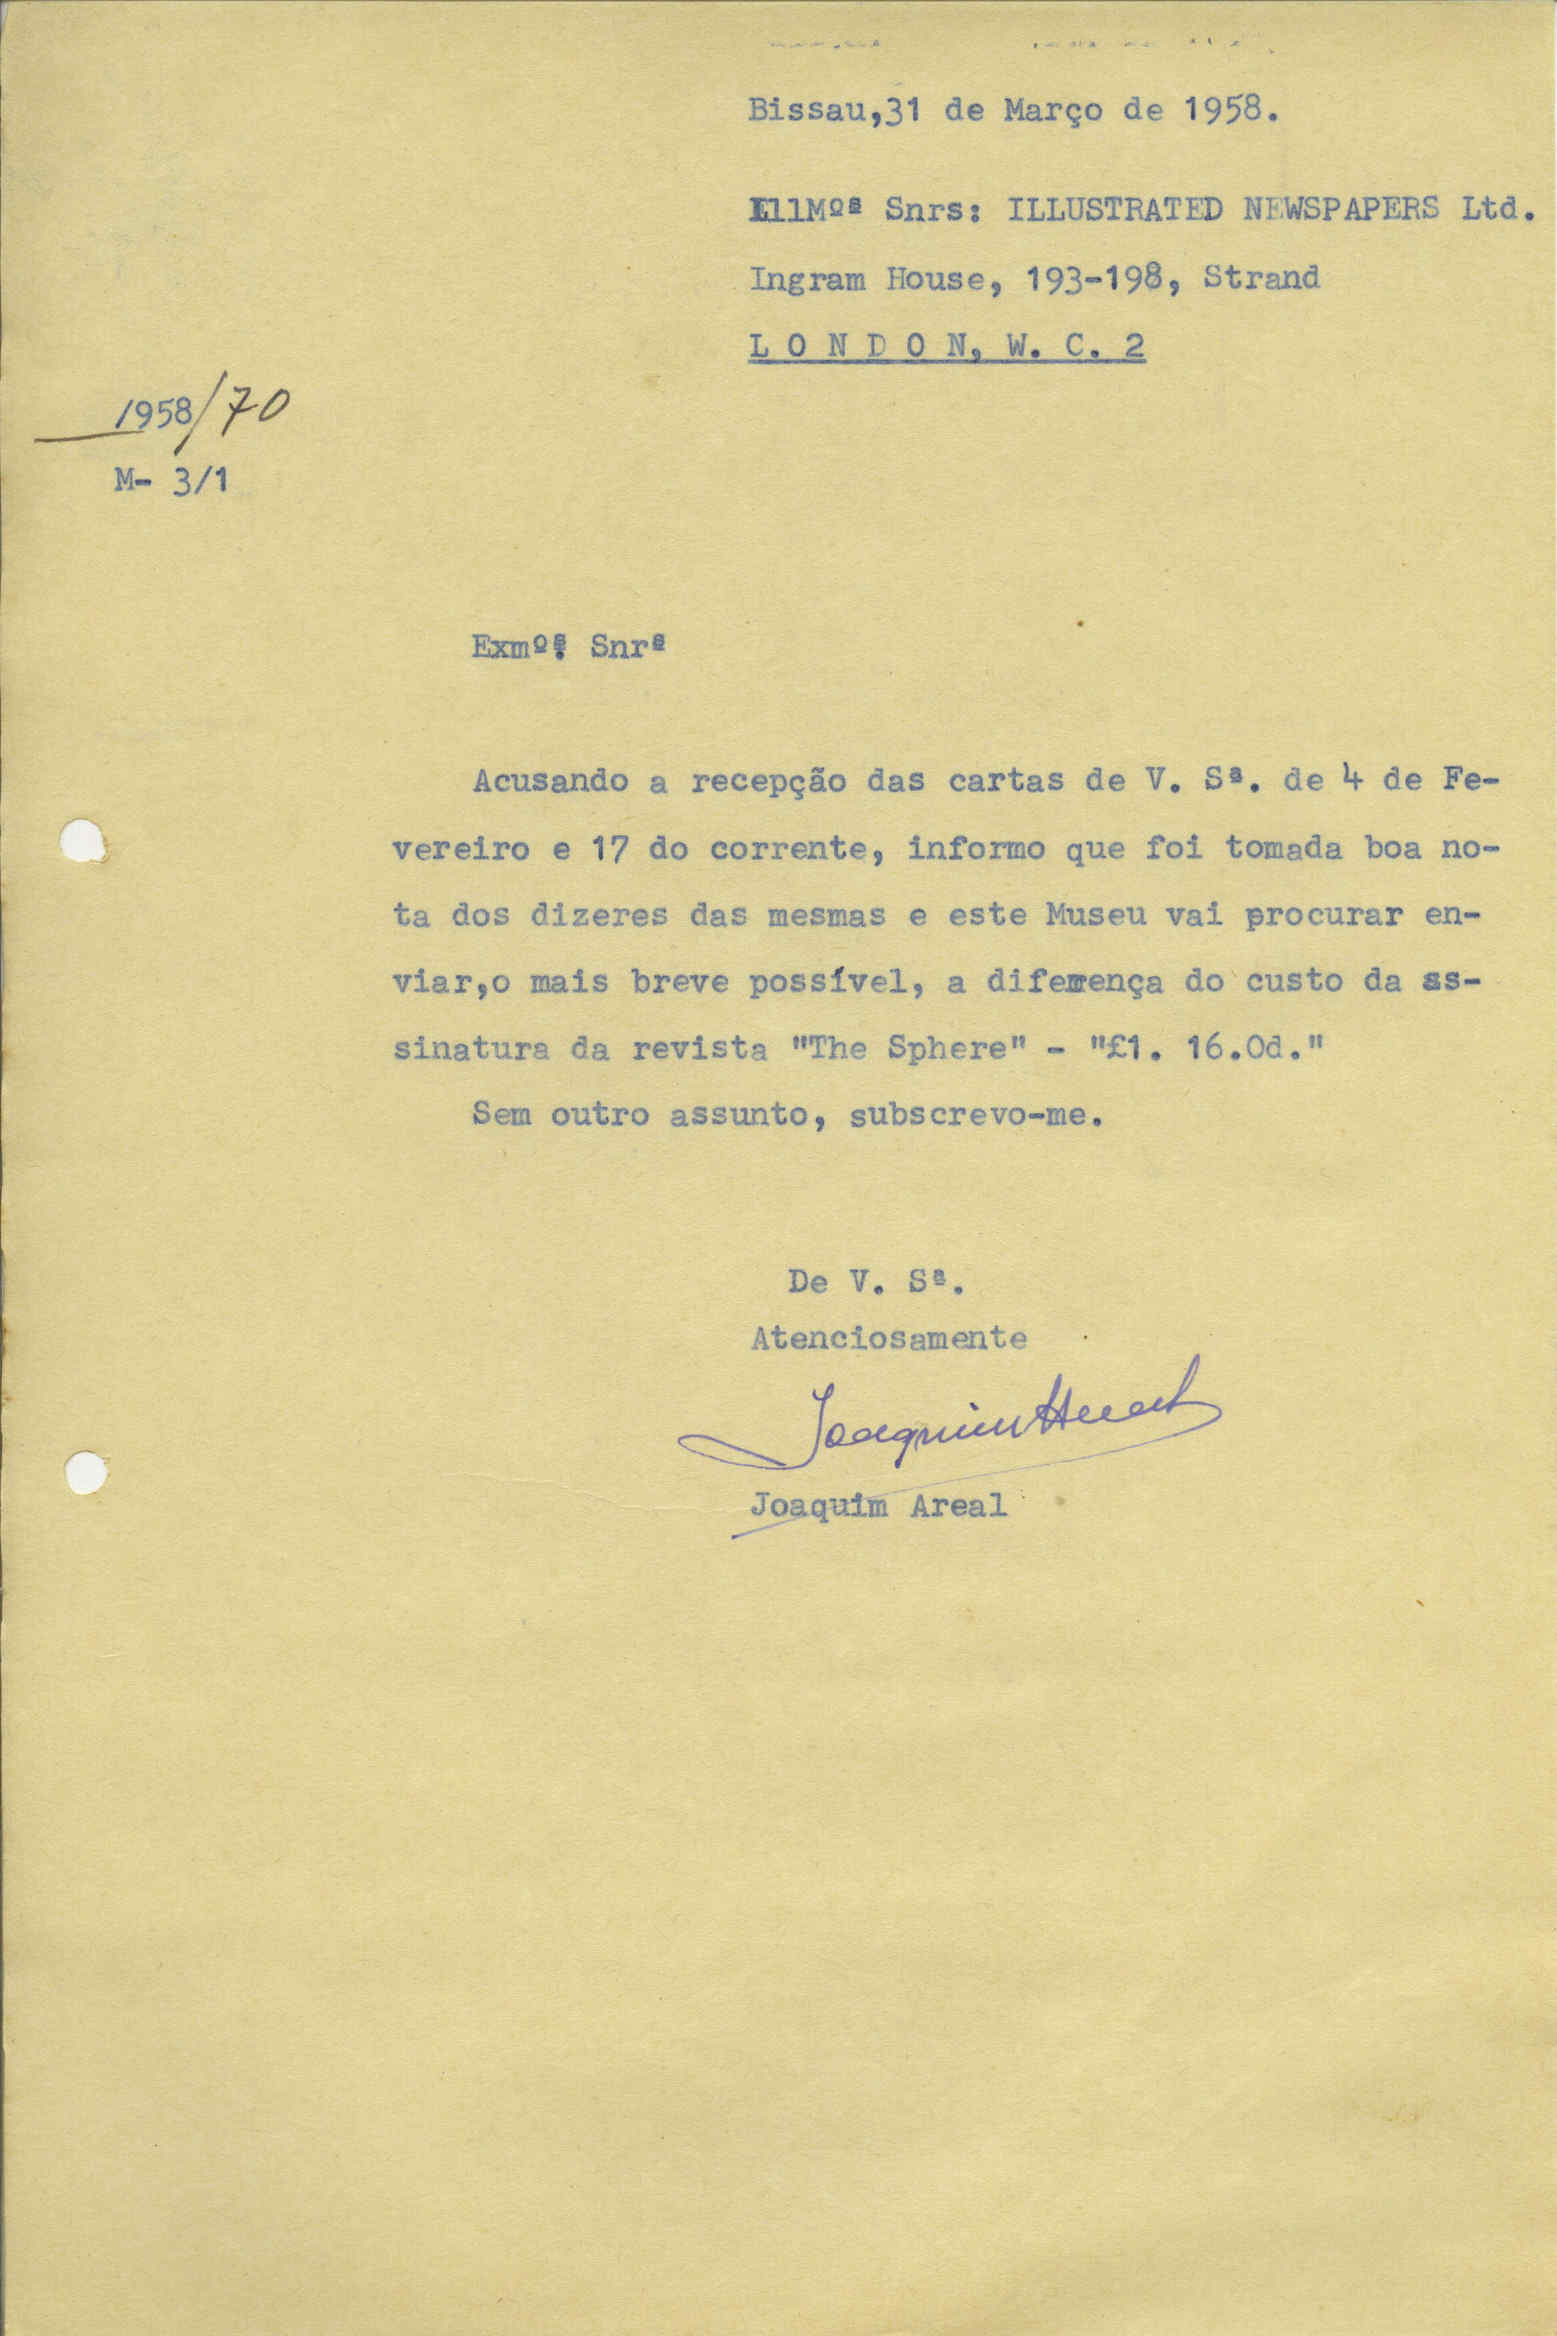 Bissau,31 de Março de 1958.
IllMºs Snrs: ILLUSTRATED NEWSPAPERS Ltd.
Ingram House, 193-198, Strand
L O N D O N, W. C. 2
/958/70
M- 3/1
Exmºs. Snrs
Acusando a recepção das cartas de V. Sª. de 4 de Fe-
vereiro e 17 do corrente, informo que foi tomada boa no-
ta dos dizeres das mesmas e este Museu vai procurar en-
viar,o mais breve possível, a diferença do custo da as-
sinatura da revista "The Sphere" - "£1. 16.0d."
Sem outro assunto, subscrevo-me.
De V. Sª.
Atenciosamente
Joaquim Areal
Joaquim Areal